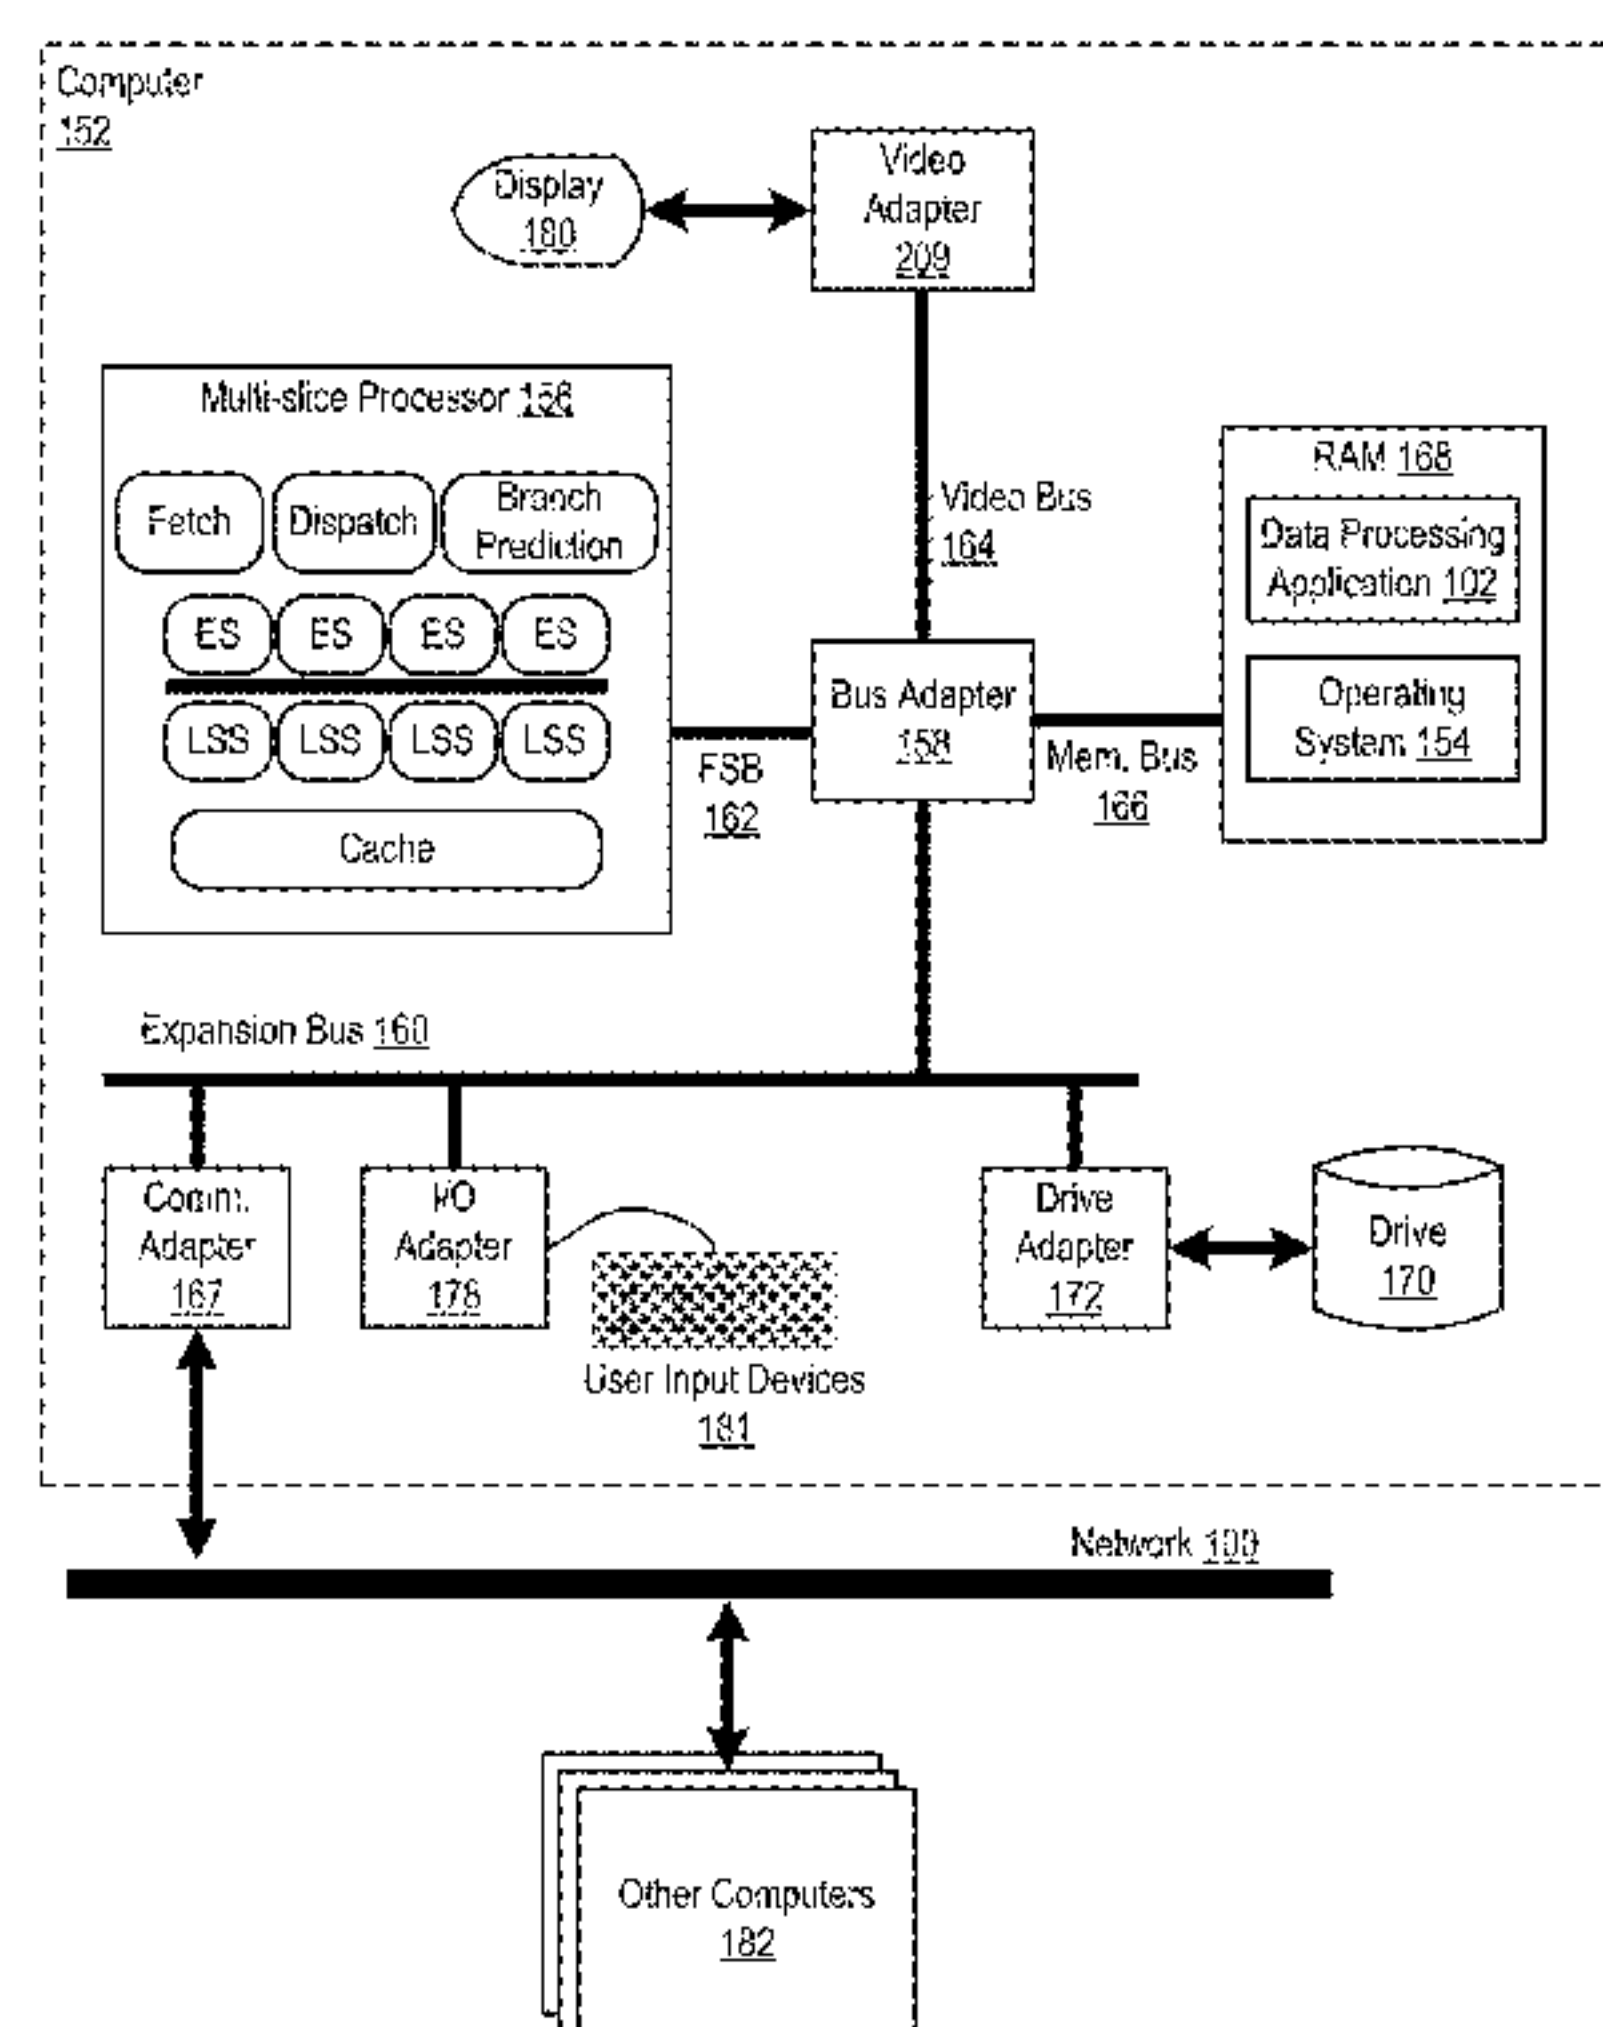 Computer
152
Display
180
Video
Adapter
209
Multi-slice Processor 156
Fetch
Dispatch
Branch
Prediction
ES
ES
ES
ES
LSS
LSS
LSS
LSS
Cache
Video Bus
164
RAM 168
Data Processing
Application 102
Operating
System 154
Bus Adapter
158
FSB
162
Mem. Bus
166
Expansion Bus 160
Comm.
Adapter
167
I/O
Adapter
178
User Input Devices
181
Drive
Adapter
172
Drive
170
Network 100
Other Computers
182